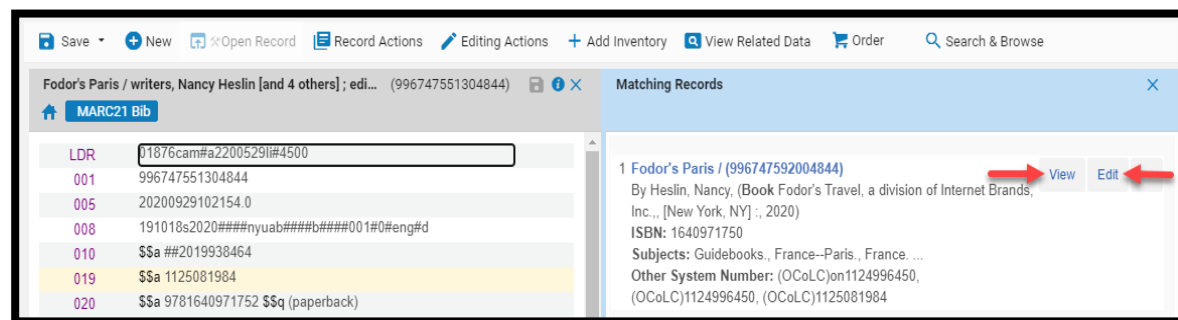 Save New Open Record Record Actions Editing Actions Add Inventory View Related Data Order Search & Browse
Fodor's Paris / writers, Nancy Heslin [and 4 others] ; edi... (996747551304844)
MARC21 Bib
LDR 01876cam#a2200529Ii#4500
001 996747551304844
005 20200929102154.0
008 191018s2020####nyuab####b####001#0#eng#d
010 $$a ##2019938464
019 $$a 1125081984
020 $$a 9781640971752 $$q (paperback)
Matching Records
1 Fodor's Paris / (996747592004844)
View Edit
By Heslin, Nancy, (Book Fodor's Travel, a division of Internet Brands,
Inc.,, [New York, NY] :, 2020)
ISBN: 1640971750
Subjects: Guidebooks., France--Paris., France. ...
Other System Number: (OCoLC)on1124996450,
(OCoLC)1124996450, (OCoLC)1125081984